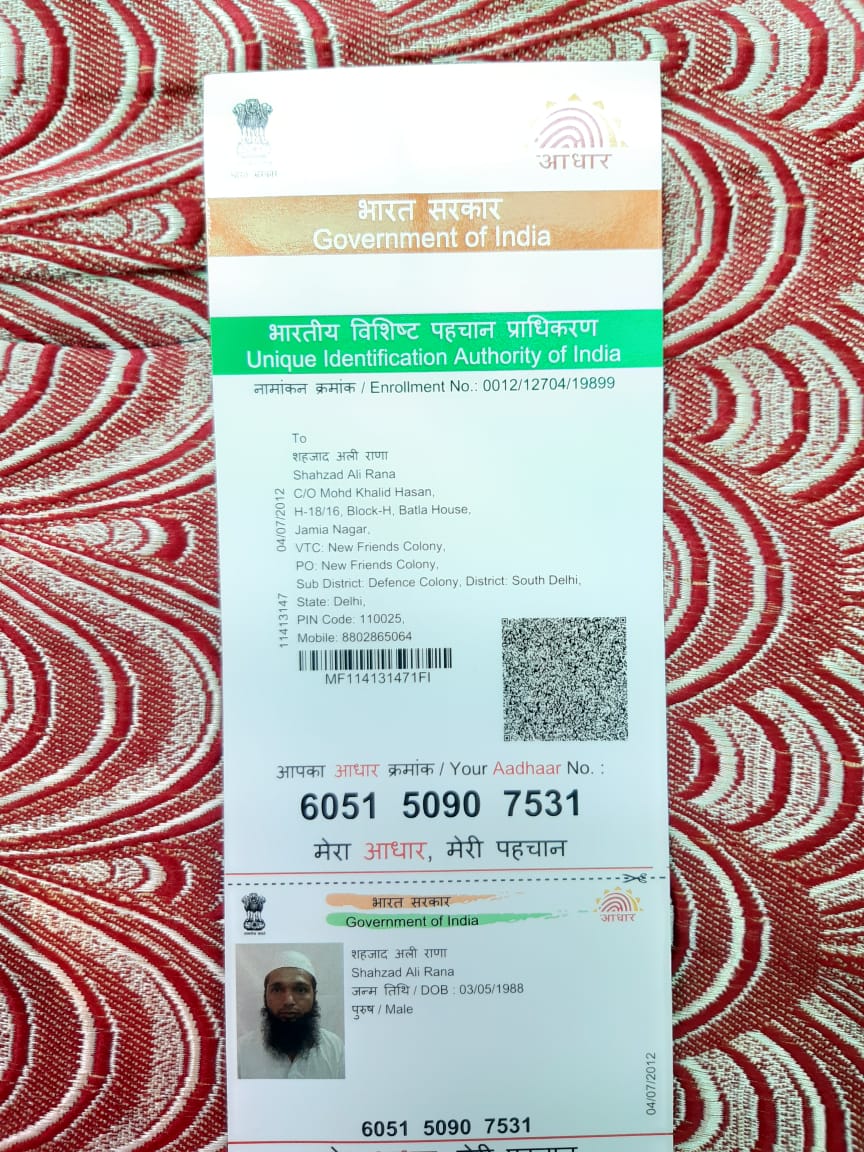 आधार
भारत सरकार
Government of India
भारतीय विशिष्ट पहचान प्राधिकरण
Unique Identification Authority of India
नामांकन क्रमांक / Enrollment No.: 0012/12704/19899
To
शहजाद अली राणा
Shahzad Ali Rana
C/O Mohd Khalid Hasan,
H-18/16, Block-H, Batla House,
Jamia Nagar,
VTC: New Friends Colony,
PO: New Friends Colony,
Sub District: Defence Colony, District: South Delhi,
State: Delhi,
PIN Code: 110025,
Mobile: 8802865064
04/07/2012
11413147
MF114131471FI
आपका आधार क्रमांक / Your Aadhaar No. :
6051 5090 7531
मेरा आधार, मेरी पहचान
भारत सरकार
Government of India
आधार
शहजाद अली राणा
Shahzad Ali Rana
जन्म तिथि / DOB : 03/05/1988
पुरुष / Male
04/07/2012
6051 5090 7531